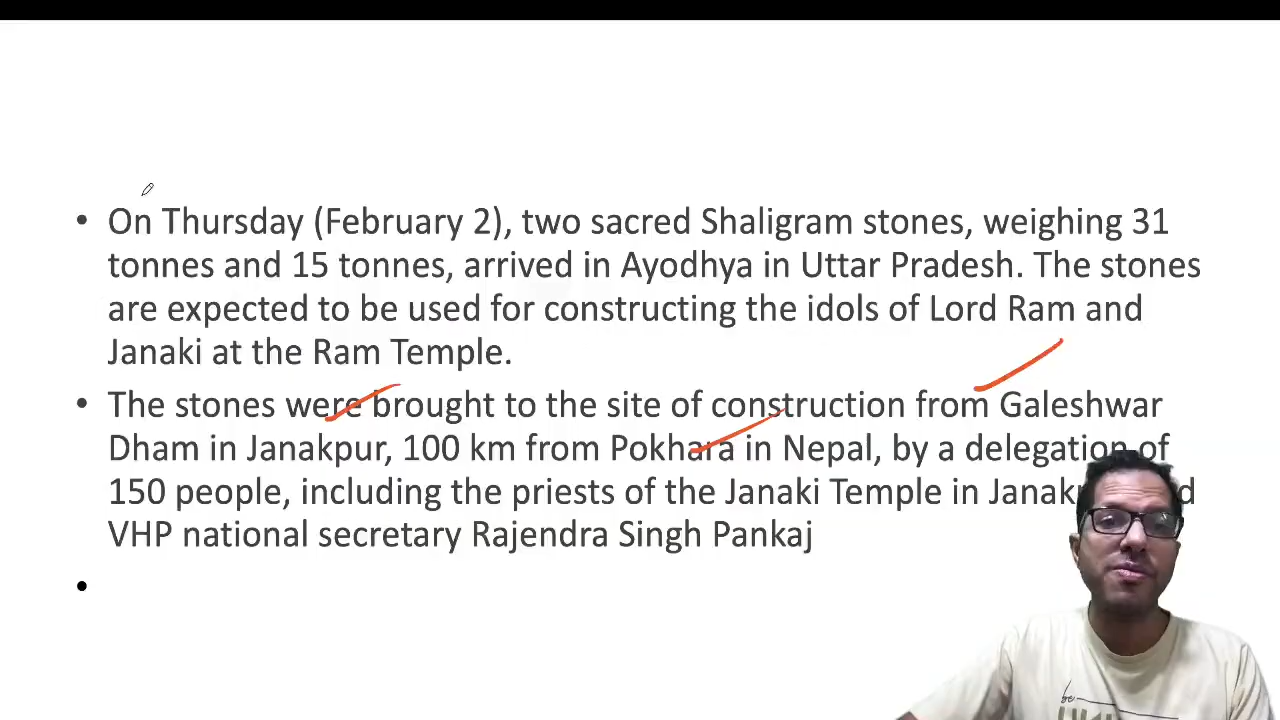 • On Thursday (February 2), two sacred Shaligram stones, weighing 31
tonnes and 15 tonnes, arrived in Ayodhya in Uttar Pradesh. The stones
are expected to be used for constructing the idols of Lord Ram and
Janaki at the Ram Temple.
• The stones were brought to the site of construction from Galeshwar
Dham in Janakpur, 100 km from Pokhara in Nepal, by a delegation of
150 people, including the priests of the Janaki Temple in
VHP national secretary Rajendra Singh Pankaj
•
be